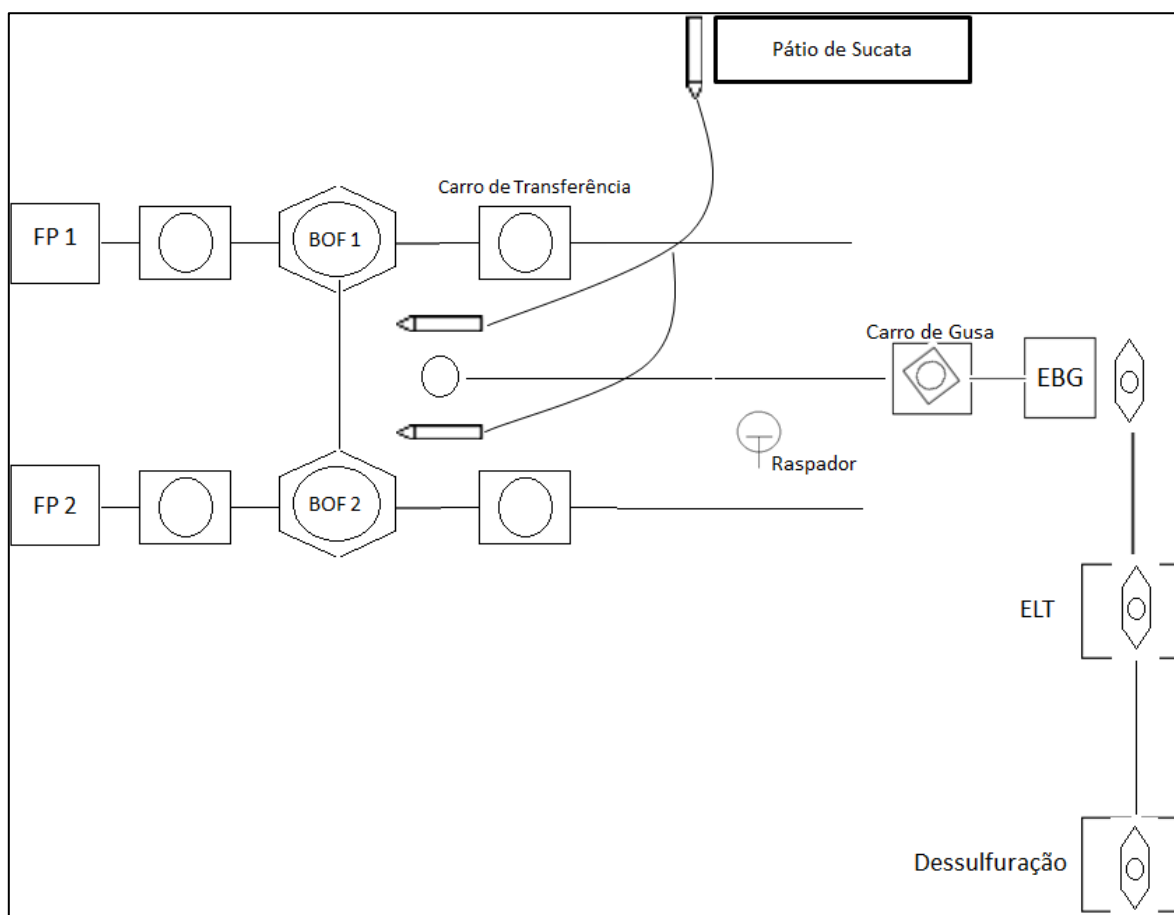 Pátio de Sucata
Carro de Transferência
FP 1
BOF 1
Carro de Gusa
EBG
Raspador
FP 2
BOF 2
ELT
Dessulfuração